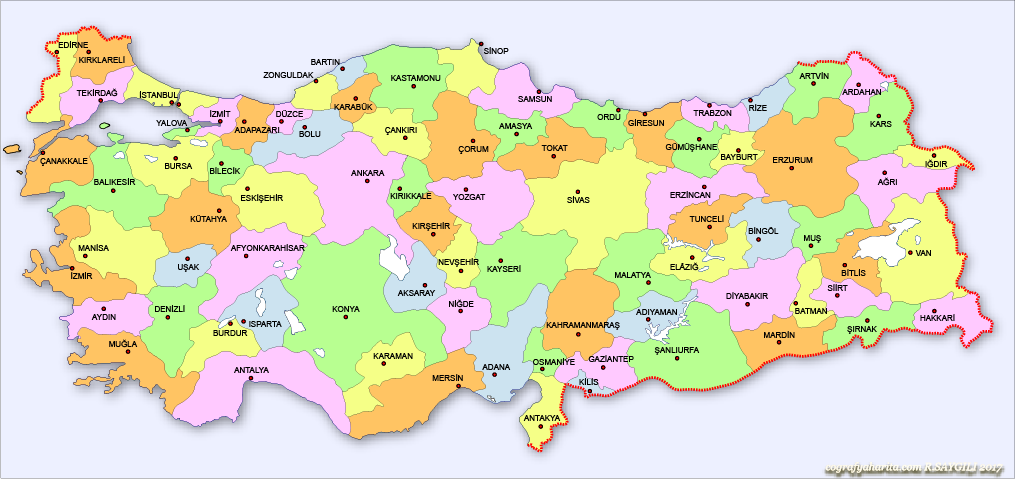 EDİRNE
KIRKLARELİ
TEKİRDAĞ
İSTANBUL
YALOVA
İZMİT
ADAPAZARI
DÜZCE
BOLU
ZONGULDAK
BARTIN
KARABÜK
KASTAMONU
SİNOP
ÇANKIRI
SAMSUN
AMASYA
ÇORUM
TOKAT
ORDU
GİRESUN
TRABZON
RİZE
ARTVİN
ARDAHAN
KARS
GÜMÜŞHANE
BAYBURT
ERZURUM
IĞDIR
AĞRI
ÇANAKKALE
BALIKESİR
BURSA
BİLECİK
ESKİŞEHİR
KÜTAHYA
ANKARA
KIRIKKALE
YOZGAT
KIRŞEHİR
SİVAS
ERZİNCAN
TUNCELİ
BİNGÖL
MUŞ
BİTLİS
VAN
MANİSA
İZMİR
UŞAK
AFYONKARAHİSAR
NEVŞEHİR
KAYSERİ
AKSARAY
NİĞDE
MALATYA
ELÂZIĞ
DİYABAKIR
BATMAN
SİİRT
ŞIRNAK
HAKKARİ
AYDIN
DENİZLİ
BURDUR
ISPARTA
KONYA
MUĞLA
ANTALYA
KARAMAN
MERSİN
ADANA
OSMANİYE
KAHRAMANMARAŞ
ADIYAMAN
GAZİANTEP
KİLİS
ŞANLIURFA
MARDİN
ANTAKYA
cografyaharita.com R.SAYGILI 2017